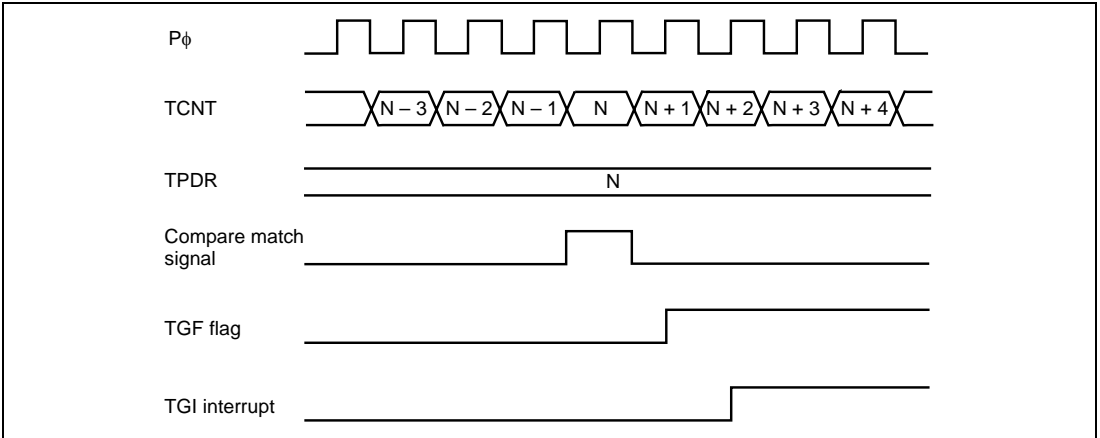 Pϕ
TCNT
N – 3 N – 2 N – 1 N N + 1 N + 2 N + 3 N + 4
TPDR
N
Compare match
signal
TGF flag
TGI interrupt